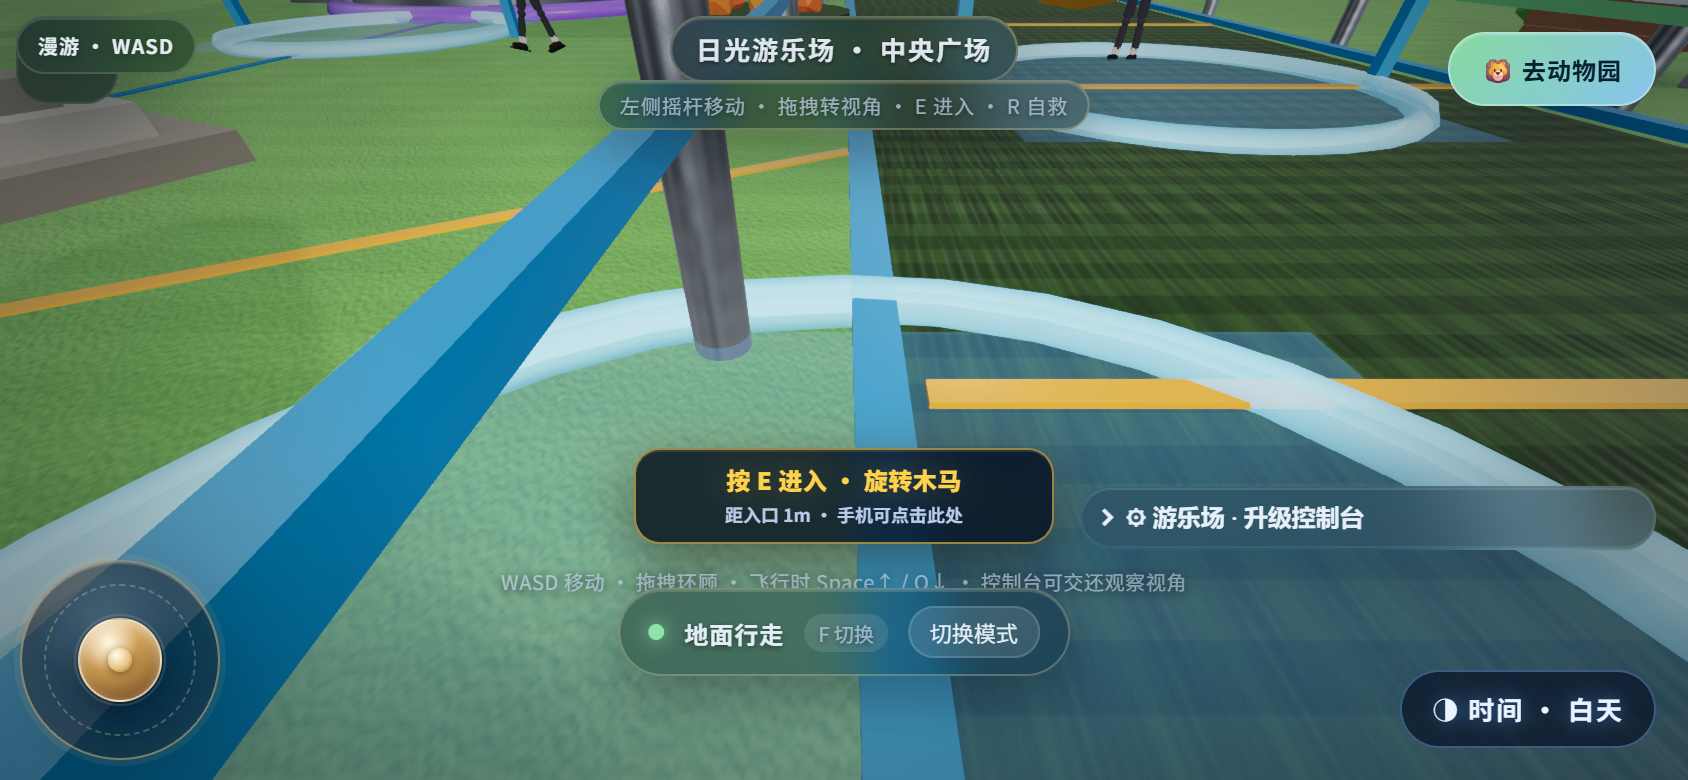 漫游 · WASD
日光游乐场 · 中央广场
去动物园
左侧摇杆移动 · 拖拽转视角 · E 进入 · R 自救
按 E 进入 · 旋转木马
距入口 1m · 手机可点击此处
游乐场 · 升级控制台
WASD 移动 · 拖拽环顾 · 飞行时 Space↑ / Q↓ · 控制台可交还观察视角
地面行走 F 切换 切换模式
时间 · 白天